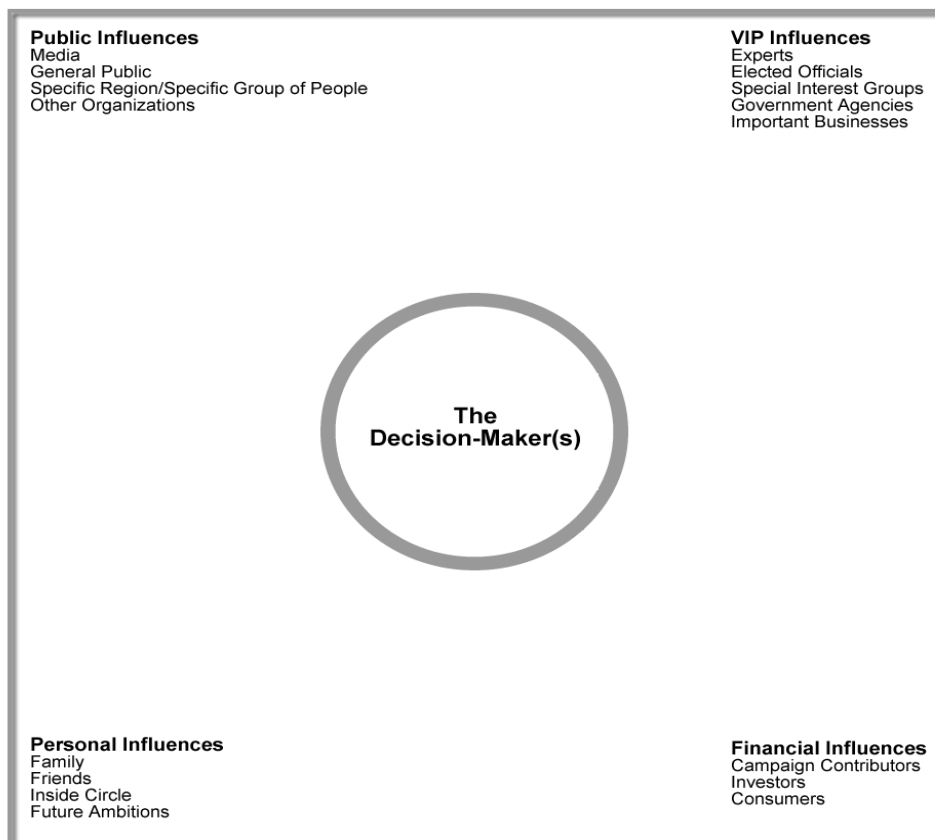 Public Influences
Media
General Public
Specific Region/Specific Group of People
Other Organizations
VIP Influences
Experts
Elected Officials
Special Interest Groups
Government Agencies
Important Businesses
The
Decision-Maker(s)
Personal Influences
Family
Friends
Inside Circle
Future Ambitions
Financial Influences
Campaign Contributors
Investors
Consumers